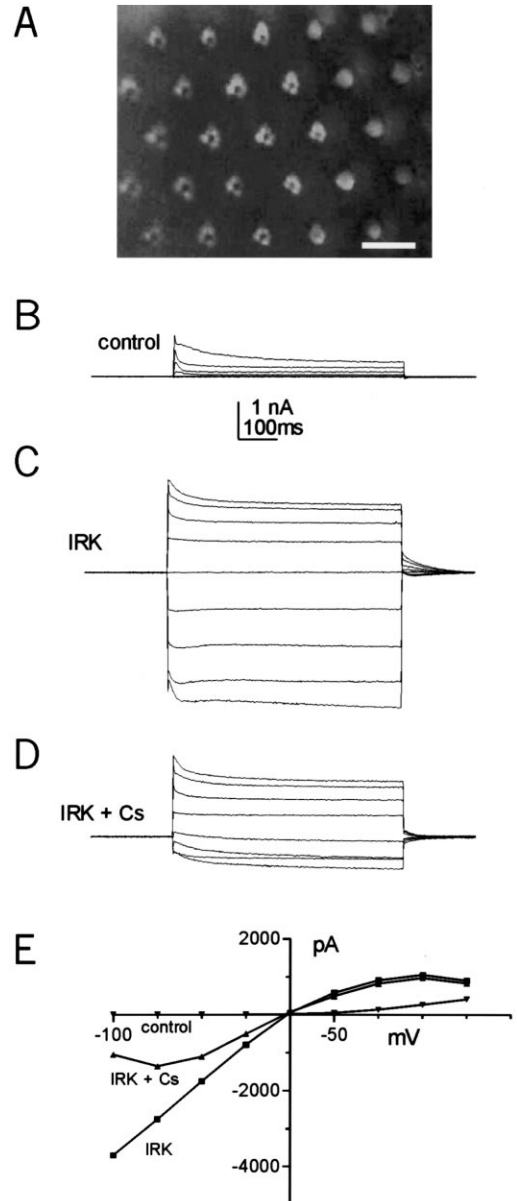 A
B
control
1 nA
100ms
C
IRK
D
IRK + Cs
E
2000
pA
-100
control
-50
mV
IRK + Cs
-2000
IRK
-4000